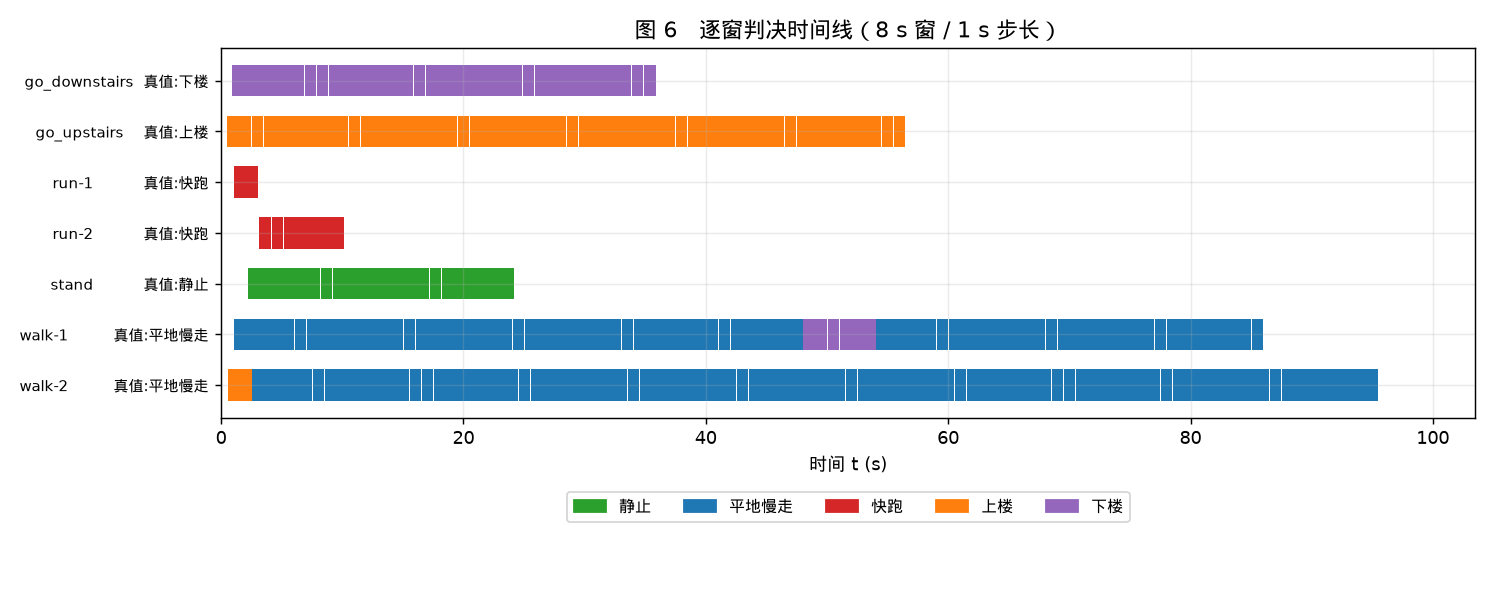 图 6 逐窗判决时间线（8 s 窗 / 1 s 步长）
go_downstairs 真值:下楼
go_upstairs 真值:上楼
run-1 真值:快跑
run-2 真值:快跑
stand 真值:静止
walk-1 真值:平地慢走
walk-2 真值:平地慢走
0 20 40 60 80 100
时间 t (s)
静止 平地慢走 快跑 上楼 下楼